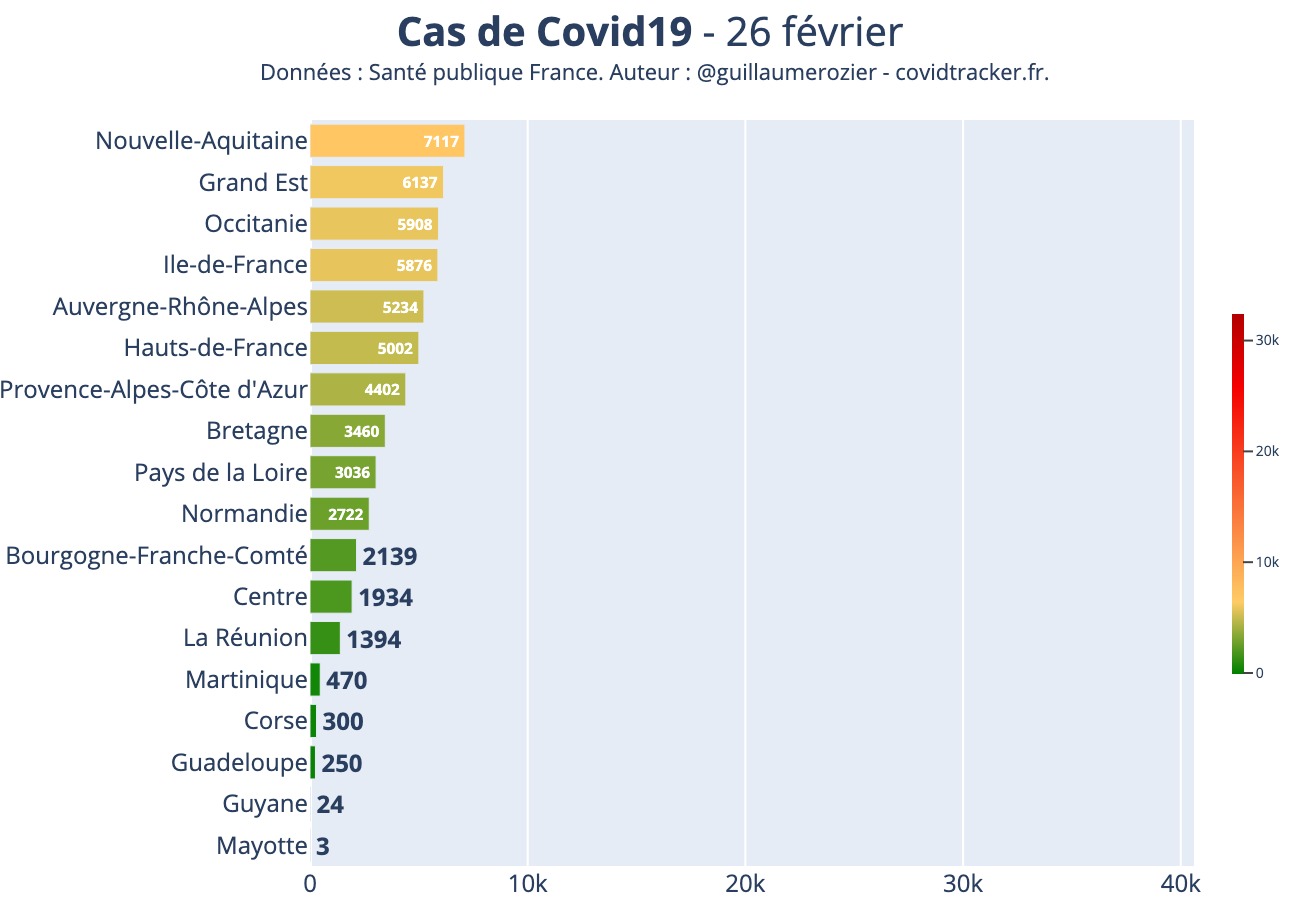 Cas de Covid19 - 26 février
Données : Santé publique France. Auteur : @guillaumerozier - covidtracker.fr.
Nouvelle-Aquitaine 7117
Grand Est 6137
Occitanie 5908
Ile-de-France 5876
Auvergne-Rhône-Alpes 5234
Hauts-de-France 5002
Provence-Alpes-Côte d'Azur 4402
Bretagne 3460
Pays de la Loire 3036
Normandie 2722
Bourgogne-Franche-Comté 2139
Centre 1934
La Réunion 1394
Martinique 470
Corse 300
Guadeloupe 250
Guyane 24
Mayotte 3
0 10k 20k 30k 40k
30k
20k
10k
0